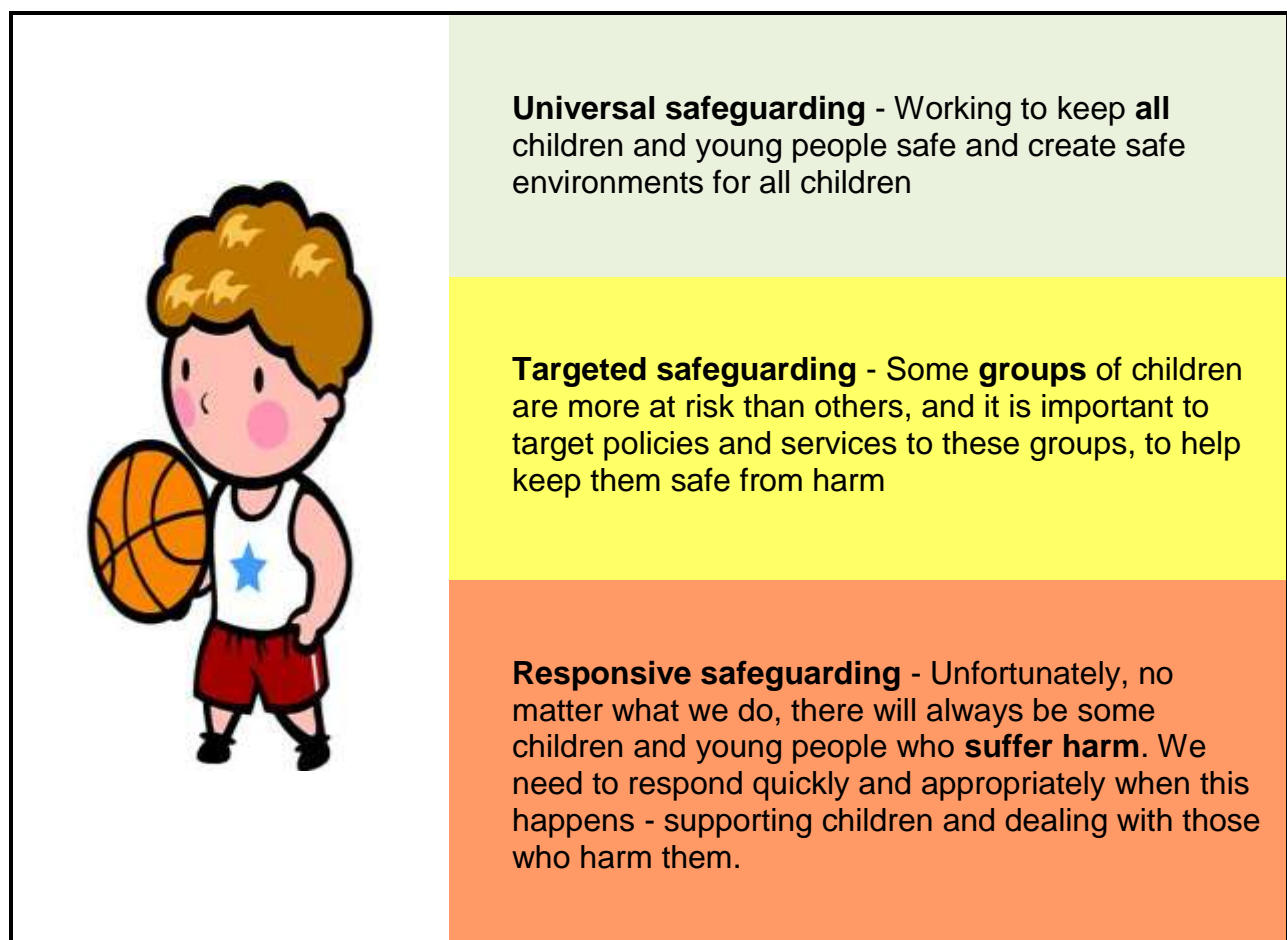 Universal safeguarding - Working to keep all
children and young people safe and create safe
environments for all children
Targeted safeguarding - Some groups of children
are more at risk than others, and it is important to
target policies and services to these groups, to help
keep them safe from harm
Responsive safeguarding - Unfortunately, no
matter what we do, there will always be some
children and young people who suffer harm. We
need to respond quickly and appropriately when this
happens - supporting children and dealing with those
who harm them.